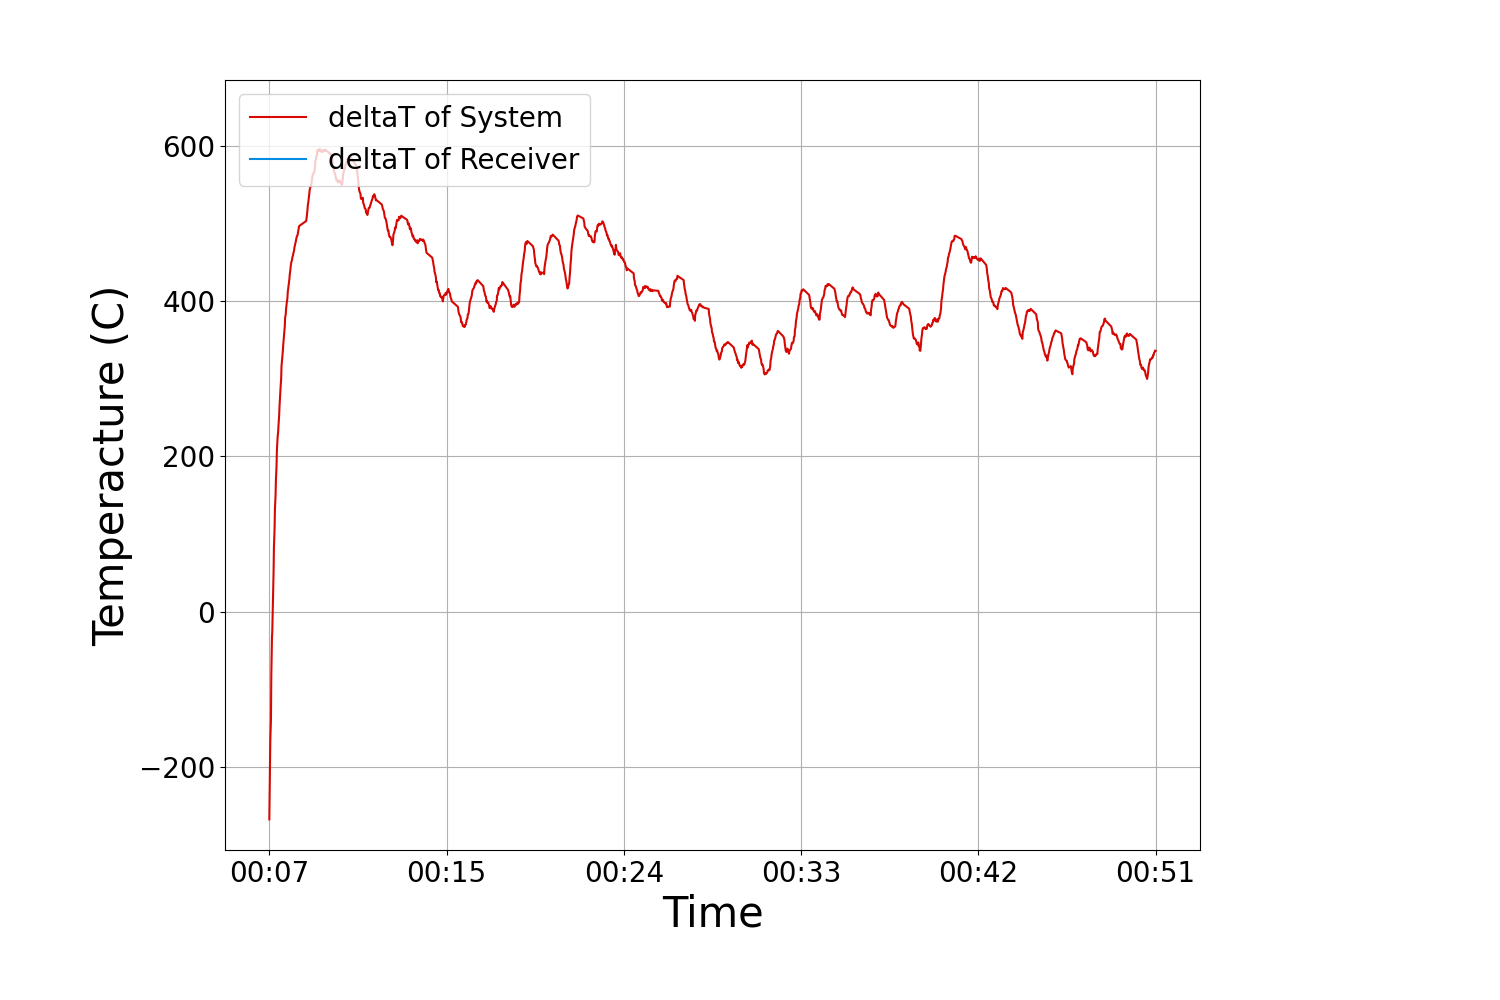 deltaT of System
deltaT of Receiver
600
400
200
0
−200
Temperacture (C)
00:07 00:15 00:24 00:33 00:42 00:51
Time